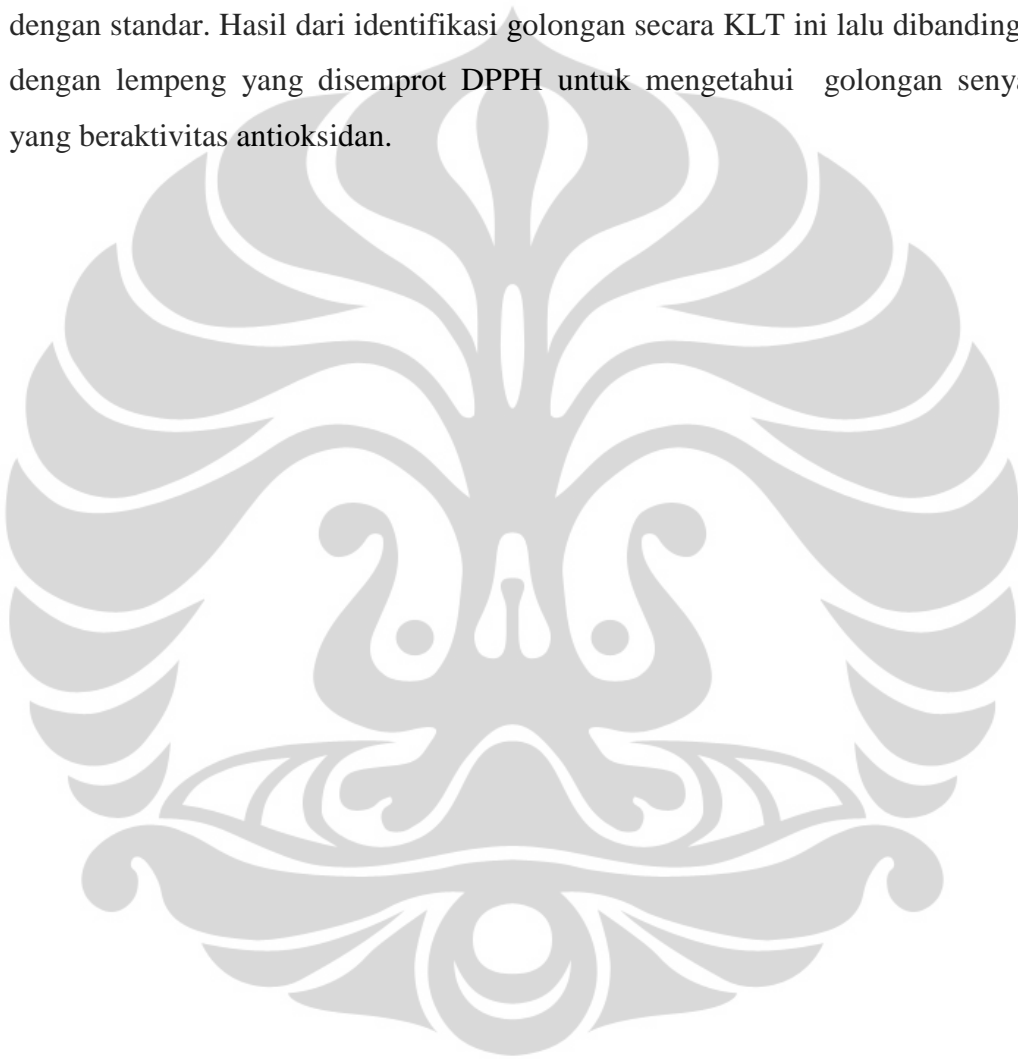 dengan standar. Hasil dari identifikasi golongan secara KLT ini lalu dibanding
dengan lempeng yang disemprot DPPH untuk mengetahui golongan senya
yang beraktivitas antioksidan.